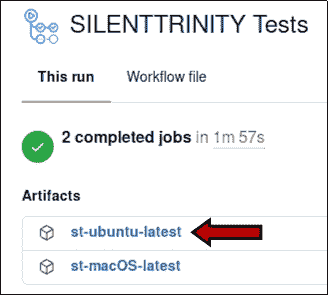 SILENTTRINITY Tests
This run Workflow file
2 completed jobs in 1m 57s
Artifacts
st-ubuntu-latest
st-macOS-latest